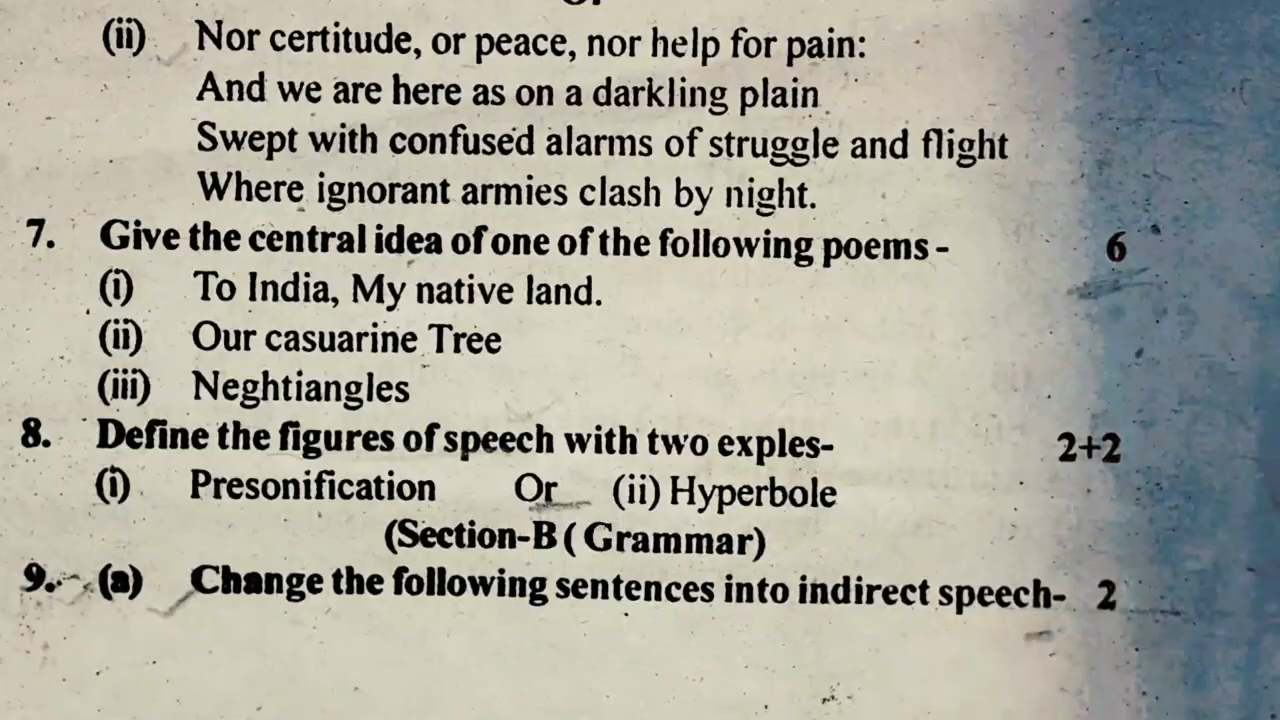 (ii) Nor certitude, or peace, nor help for pain:
And we are here as on a darkling plain
Swept with confused alarms of struggle and flight
Where ignorant armies clash by night.
7. Give the central idea of one of the following poems - 6
(i) To India, My native land.
(ii) Our casuarine Tree
(iii) Neghtiangles
8. Define the figures of speech with two exples- 2+2
(i) Presonification Or (ii) Hyperbole
(Section-B ( Grammar)
9. (a) Change the following sentences into indirect speech- 2